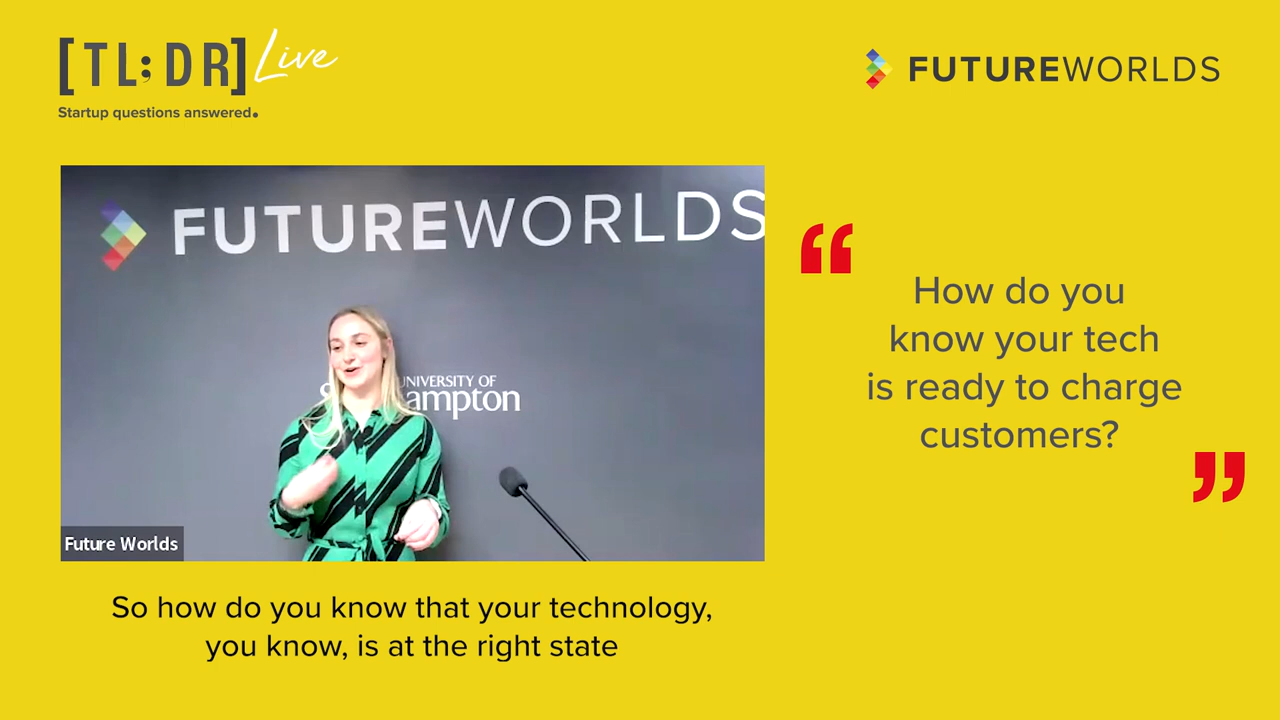 [TL;DR] Live
Startup questions answered.
FUTUREWORLDS
FUTUREWORLDS
UNIVERSITY OF
ampton
Future Worlds
“
How do you
know your tech
is ready to charge
customers?
”
So how do you know that your technology,
you know, is at the right state